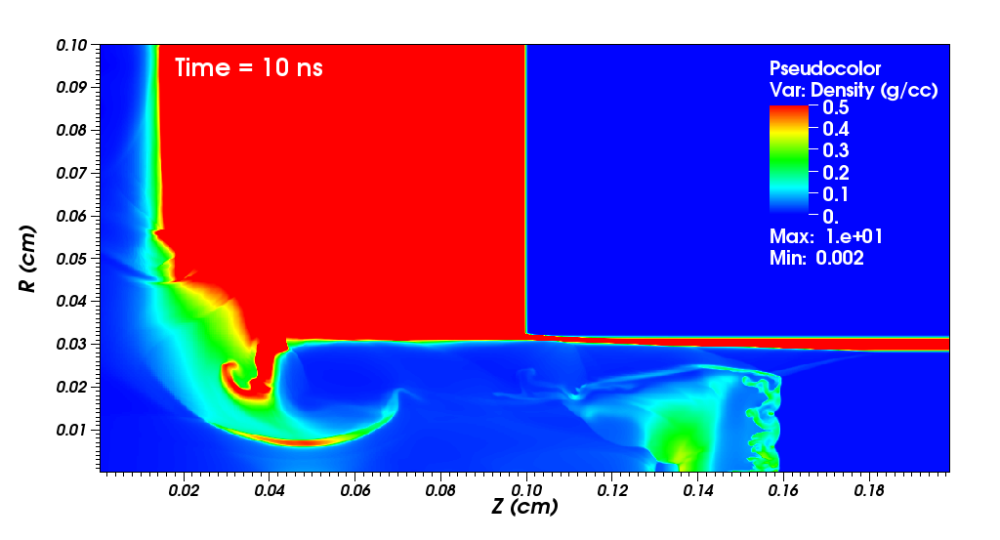 Time = 10 ns
Pseudocolor
Var: Density (g/cc)
0.5
0.4
0.3
0.2
0.1
0.
Max: 1.e+01
Min: 0.002
R (cm)
0.10
0.09
0.08
0.07
0.06
0.05
0.04
0.03
0.02
0.01
0.02 0.04 0.06 0.08 0.10 0.12 0.14 0.16 0.18
Z (cm)